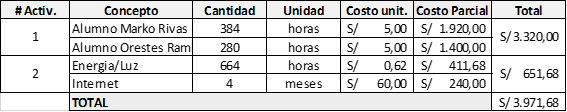 # Activ. Concepto Cantidad Unidad Costo unit. Costo Parcial Total
1 Alumno Marko Rivas 384 horas S/ 5,00 S/ 1.920,00 S/ 3.320,00
Alumno Orestes Ram 280 horas S/ 5,00 S/ 1.400,00
2 Energia/Luz 664 horas S/ 0,62 S/ 411,68 S/ 651,68
Internet 4 meses S/ 60,00 S/ 240,00
TOTAL S/ 3.971,68